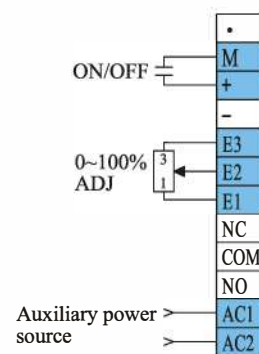 •
M
ON/OFF
+
−
E3
0~100%
ADJ
3
1
E2
E1
NC
COM
NO
Auxiliary power
source
AC1
AC2